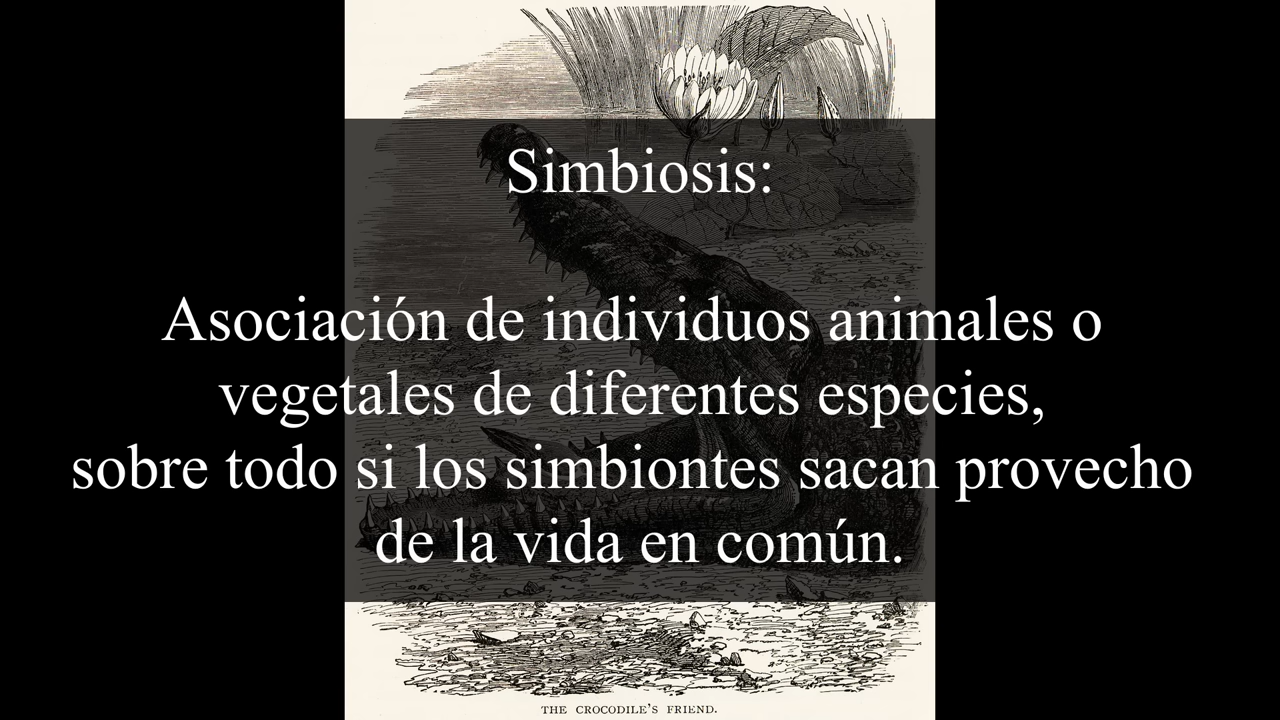 Simbiosis:
Asociación de individuos animales o
vegetales de diferentes especies,
sobre todo si los simbiontes sacan provecho
de la vida en común.
THE CROCODILE'S FRIEND.